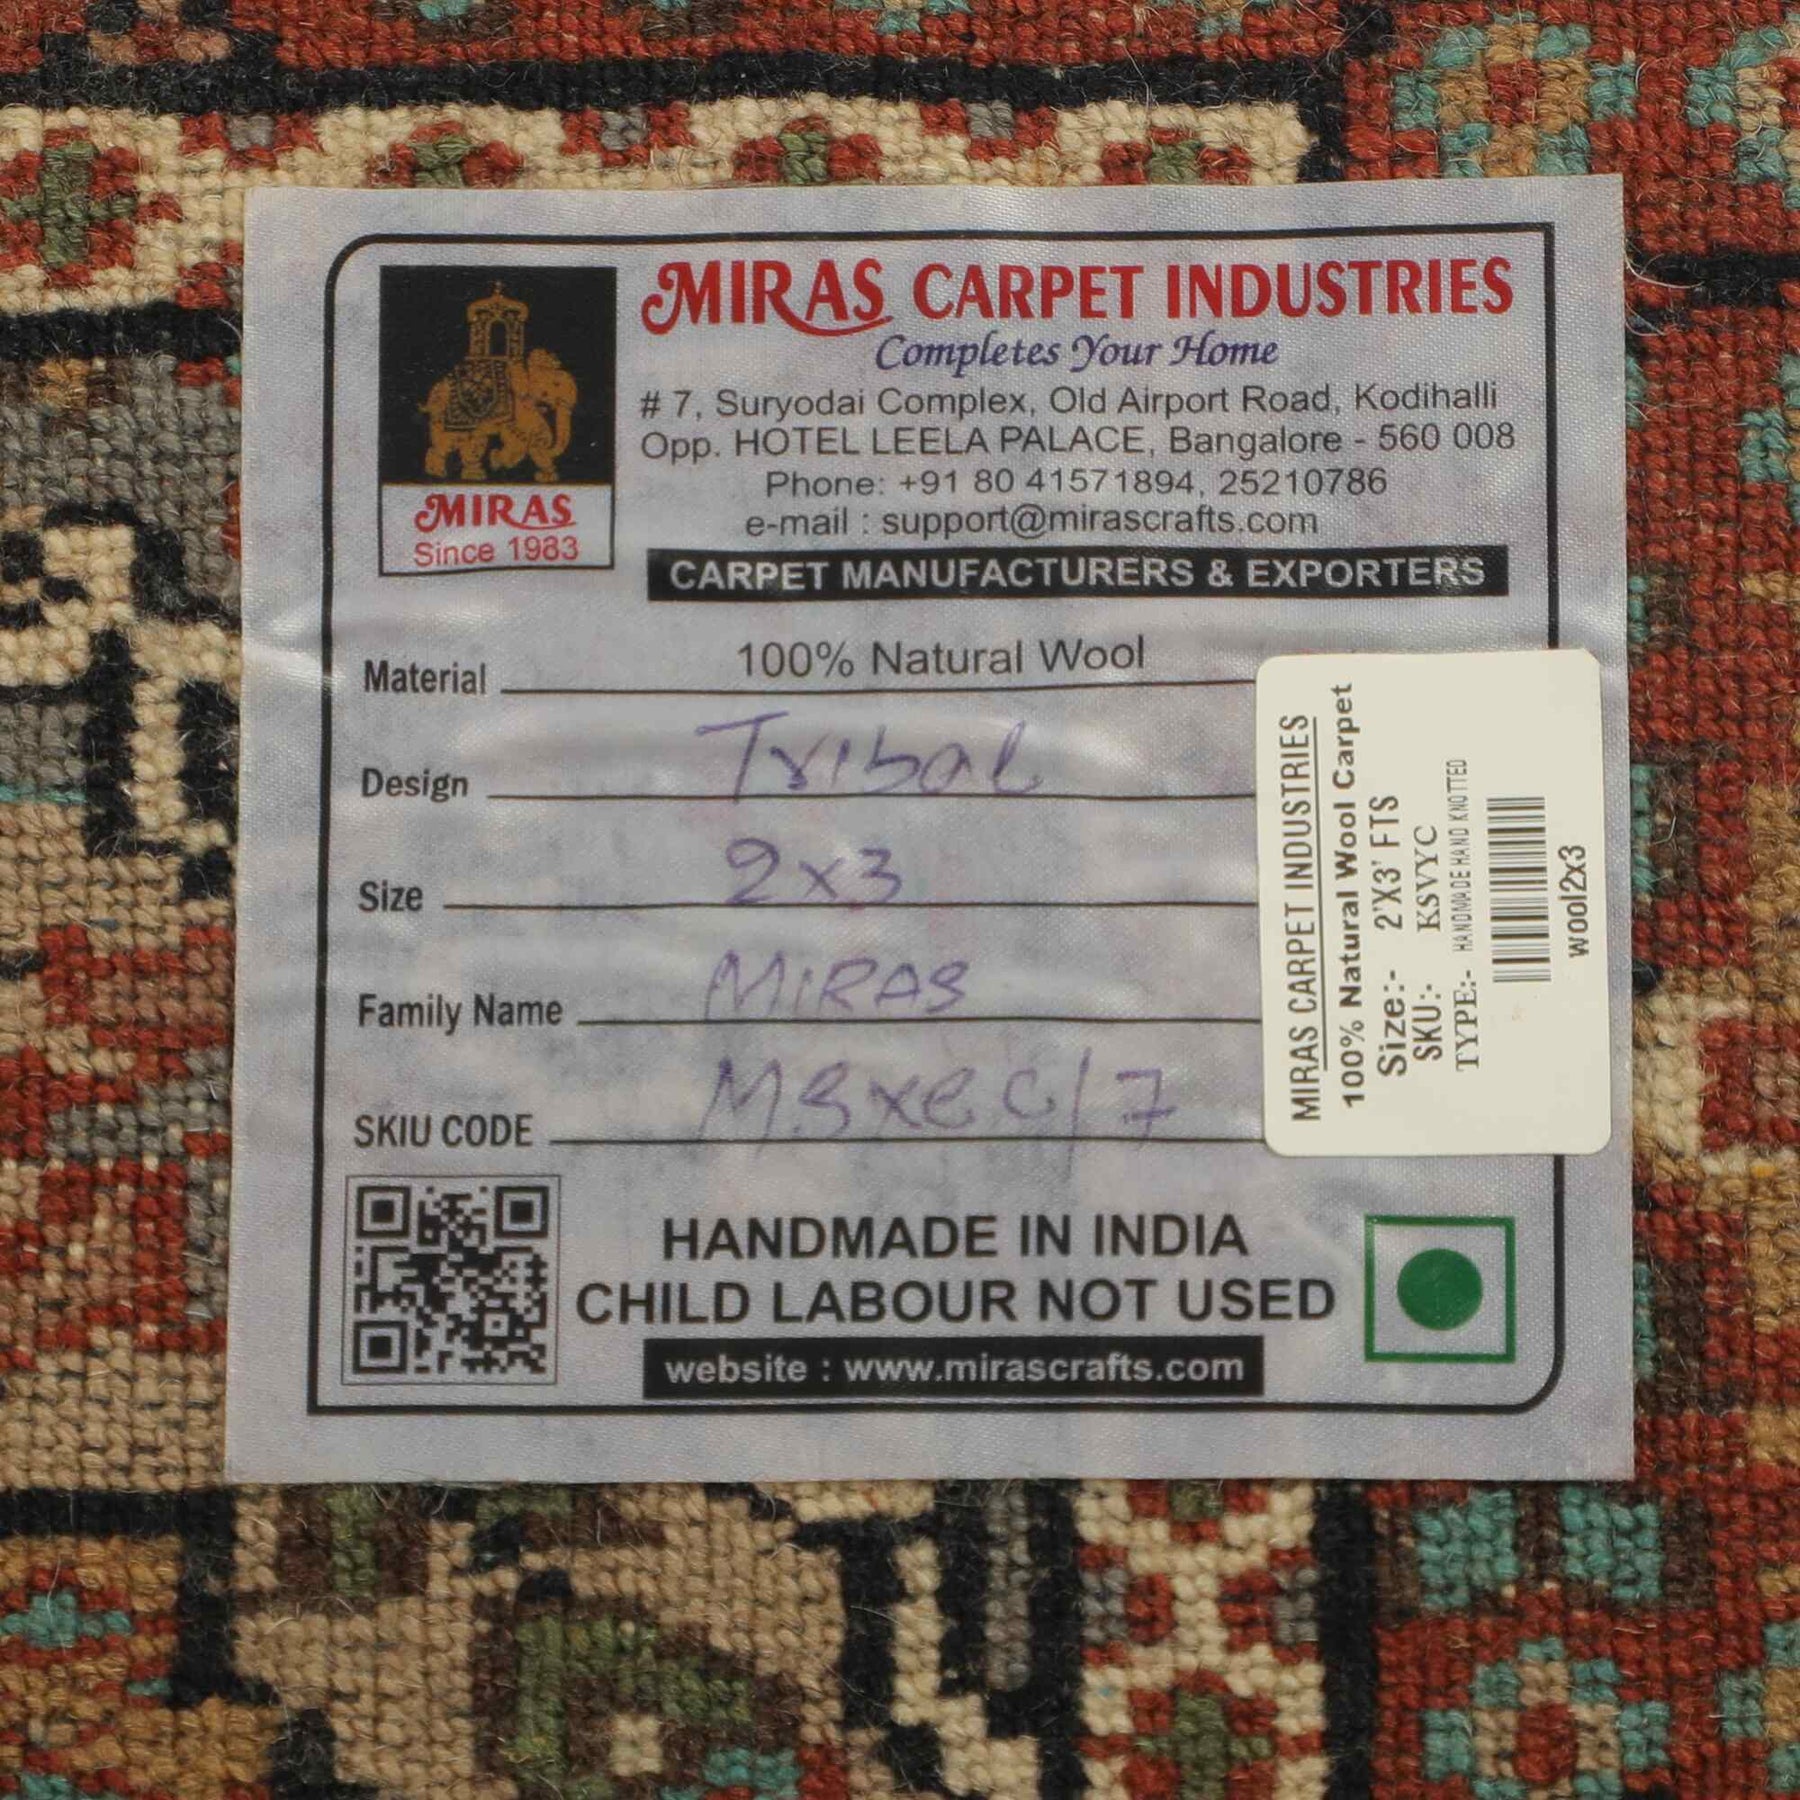 MIRAS
Since 1983
MIRAS CARPET INDUSTRIES
Completes Your Home
# 7, Suryodai Complex, Old Airport Road, Kodihalli
Opp. HOTEL LEELA PALACE, Bangalore - 560 008
Phone: +91 80 41571894, 25210786
e-mail : support@mirascrafts.com
CARPET MANUFACTURERS & EXPORTERS
Material 100% Natural Wool
Design Tribal
Size 2x3
Family Name MIRAS
SKIU CODE
HANDMADE IN INDIA
CHILD LABOUR NOT USED
website : www.mirascrafts.com
MIRAS CARPET INDUSTRIES
100% Natural Wool Carpet
Size:- 2'X3' FTS
SKU:- KSVYC
TYPE:- HANDMADE HAND KNOTTED
wool2x3